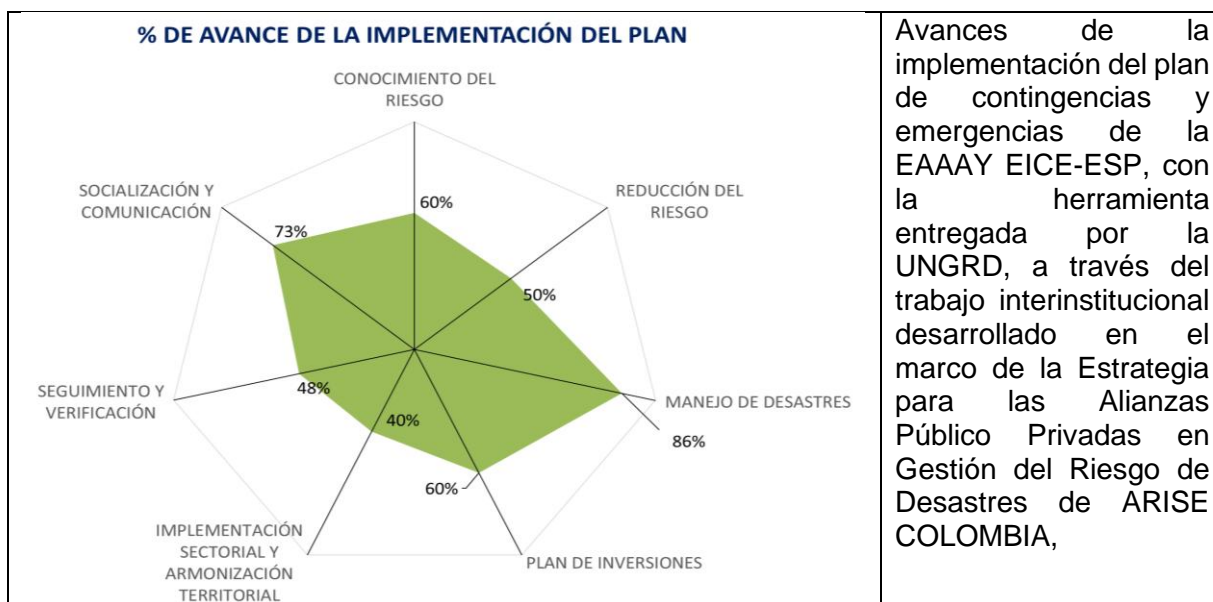 % DE AVANCE DE LA IMPLEMENTACIÓN DEL PLAN
CONOCIMIENTO DEL
RIESGO
60%
REDUCCIÓN DEL
RIESGO
50%
MANEJO DE DESASTRES
86%
PLAN DE INVERSIONES
60%
IMPLEMENTACIÓN
SECTORIAL Y
ARMONIZACIÓN
TERRITORIAL
40%
SEGUIMIENTO Y
VERIFICACIÓN
48%
SOCIALIZACIÓN Y
COMUNICACIÓN
73%
Avances de la
implementación del plan
de contingencias y
emergencias de la
EAAAY EICE-ESP, con
la herramienta
entregada por la
UNGRD, a través del
trabajo interinstitucional
desarrollado en el
marco de la Estrategia
para las Alianzas
Público Privadas en
Gestión del Riesgo de
Desastres de ARISE
COLOMBIA,